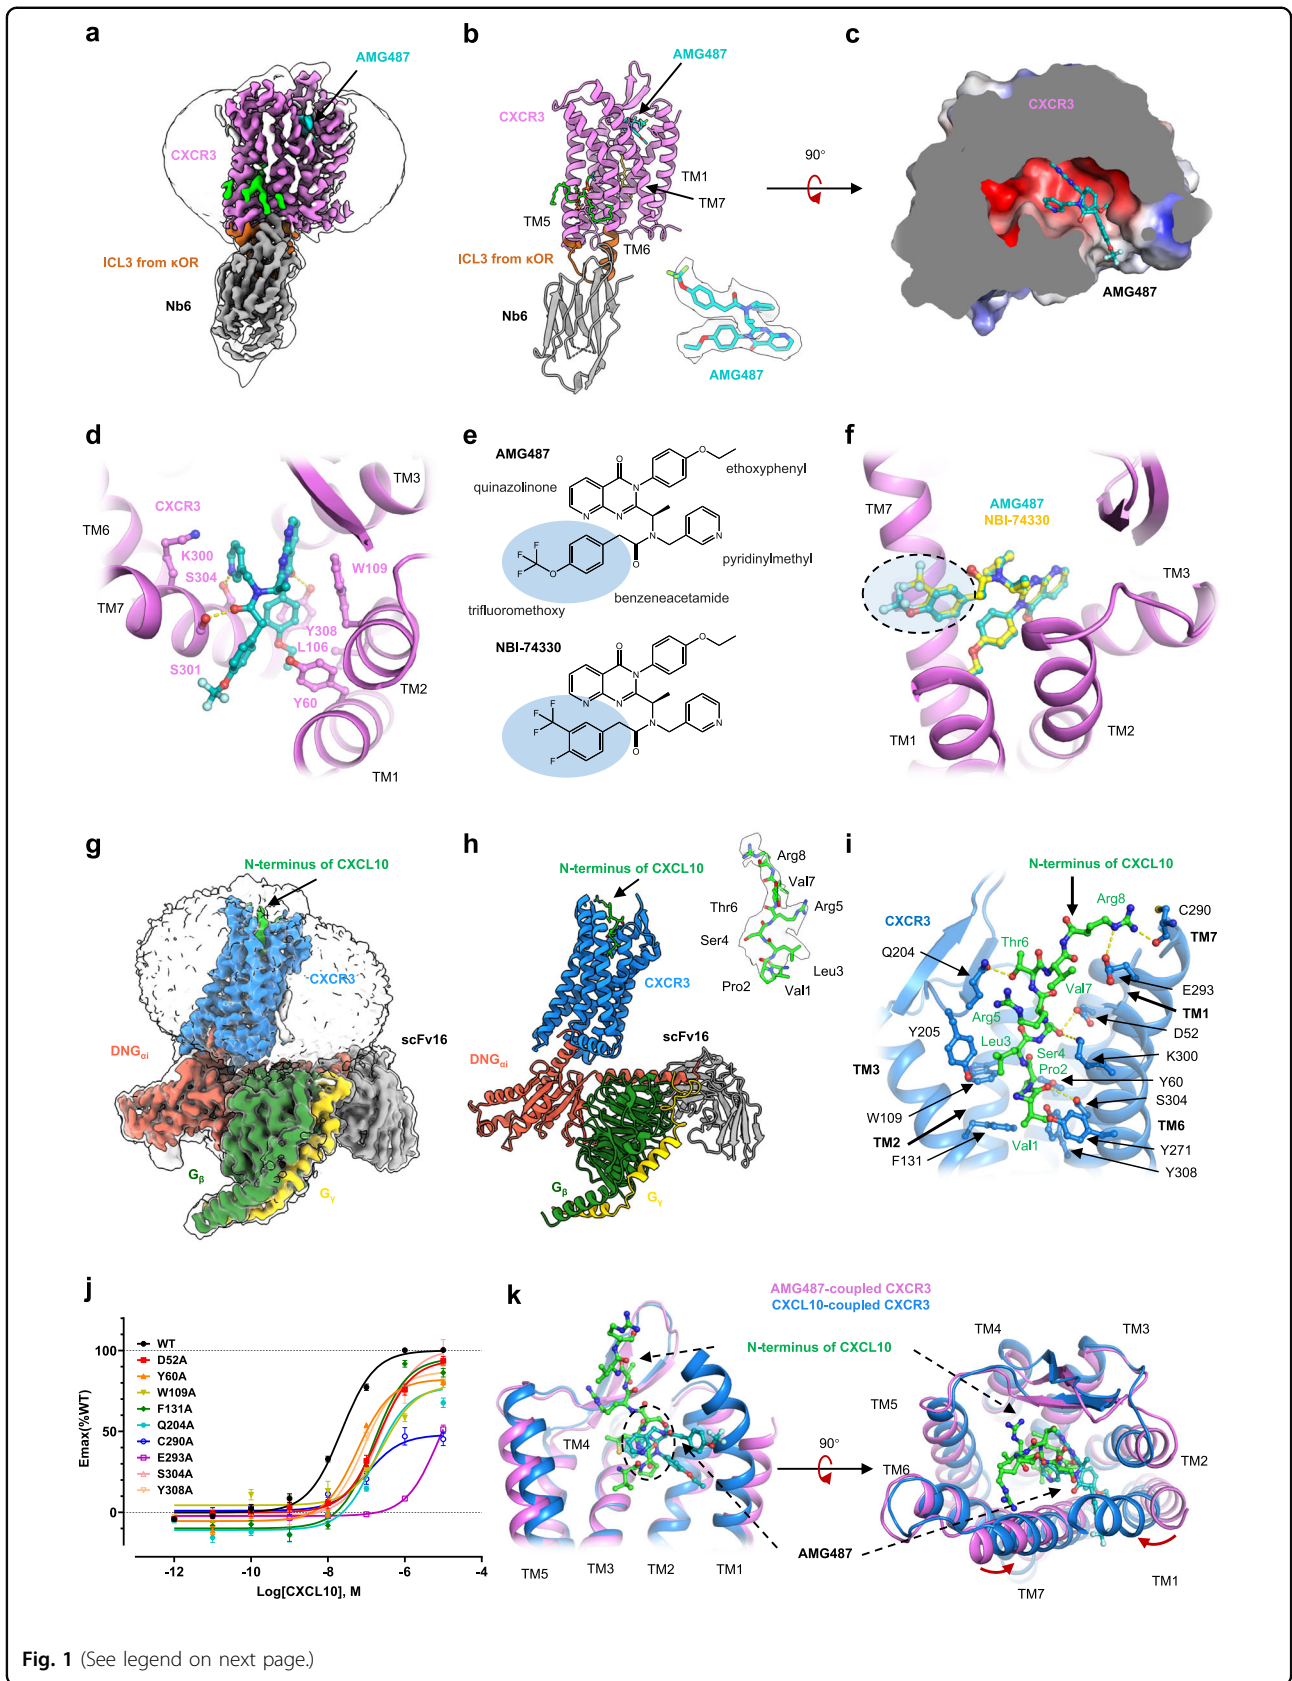 a
AMG487
CXCR3
ICL3 from κOR
Nb6
b
AMG487
CXCR3
TM1
TM7
TM5
TM6
ICL3 from κOR
Nb6
AMG487
90°
c
CXCR3
AMG487
d
TM3
CXCR3
TM6
K300
W109
S304
TM7
Y308
L106
S301
TM2
Y60
TM1
e
AMG487
O
O
ethoxyphenyl
quinazolinone
N
N
N
N
N
F
F
F
O
O
pyridinylmethyl
benzeneacetamide
trifluoromethoxy
NBI-74330
O
O
N
N
N
N
N
F
F
F
F
O
f
TM7
AMG487
NBI-74330
TM3
TM1
TM2
g
N-terminus of CXCL10
CXCR3
DNGαi
scFv16
Gβ
Gγ
h
N-terminus of CXCL10
Arg8
Val7
Thr6
Arg5
Ser4
Leu3
Pro2
Val1
CXCR3
scFv16
DNGαi
Gβ
Gγ
i
N-terminus of CXCL10
Arg8
CXCR3
C290
TM7
Thr6
Q204
Val7
E293
TM1
Arg5
D52
Y205
Leu3
Ser4
K300
Pro2
TM3
Y60
S304
W109
TM6
TM2
Y271
Val1
F131
Y308
j
Emax(%WT)
100
50
0
WT
D52A
Y60A
W109A
F131A
Q204A
C290A
E293A
S304A
Y308A
-12
-10
-8
-6
-4
Log[CXCL10], M
k
AMG487-coupled CXCR3
CXCL10-coupled CXCR3
N-terminus of CXCL10
TM4
TM5
TM3
TM2
TM1
90°
AMG487
TM4
TM3
TM5
TM2
TM6
TM1
TM7
Fig. 1 (See legend on next page.)